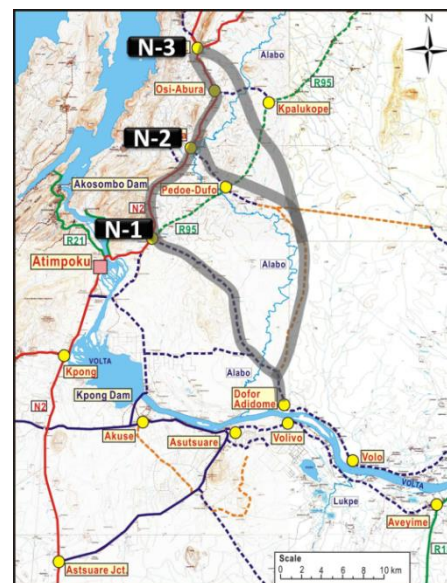 N-3
N
Alabo
Osi-Abura
R95
Kpalukope
N-2
Akosombo Dam
Pedoe-Dufo
N2
R21
N-1
R95
Atimpoku
Alabo
VOLTA
Kpong
Kpong Dam
Alabo
Dofor
Adidome
N2
Akuse
Asutsuare
Volivo
Volo
VOLTA
Lukpe
Aveyime
R1
Scale
0 2 4 6 8 10 km
Astsuare Jct.